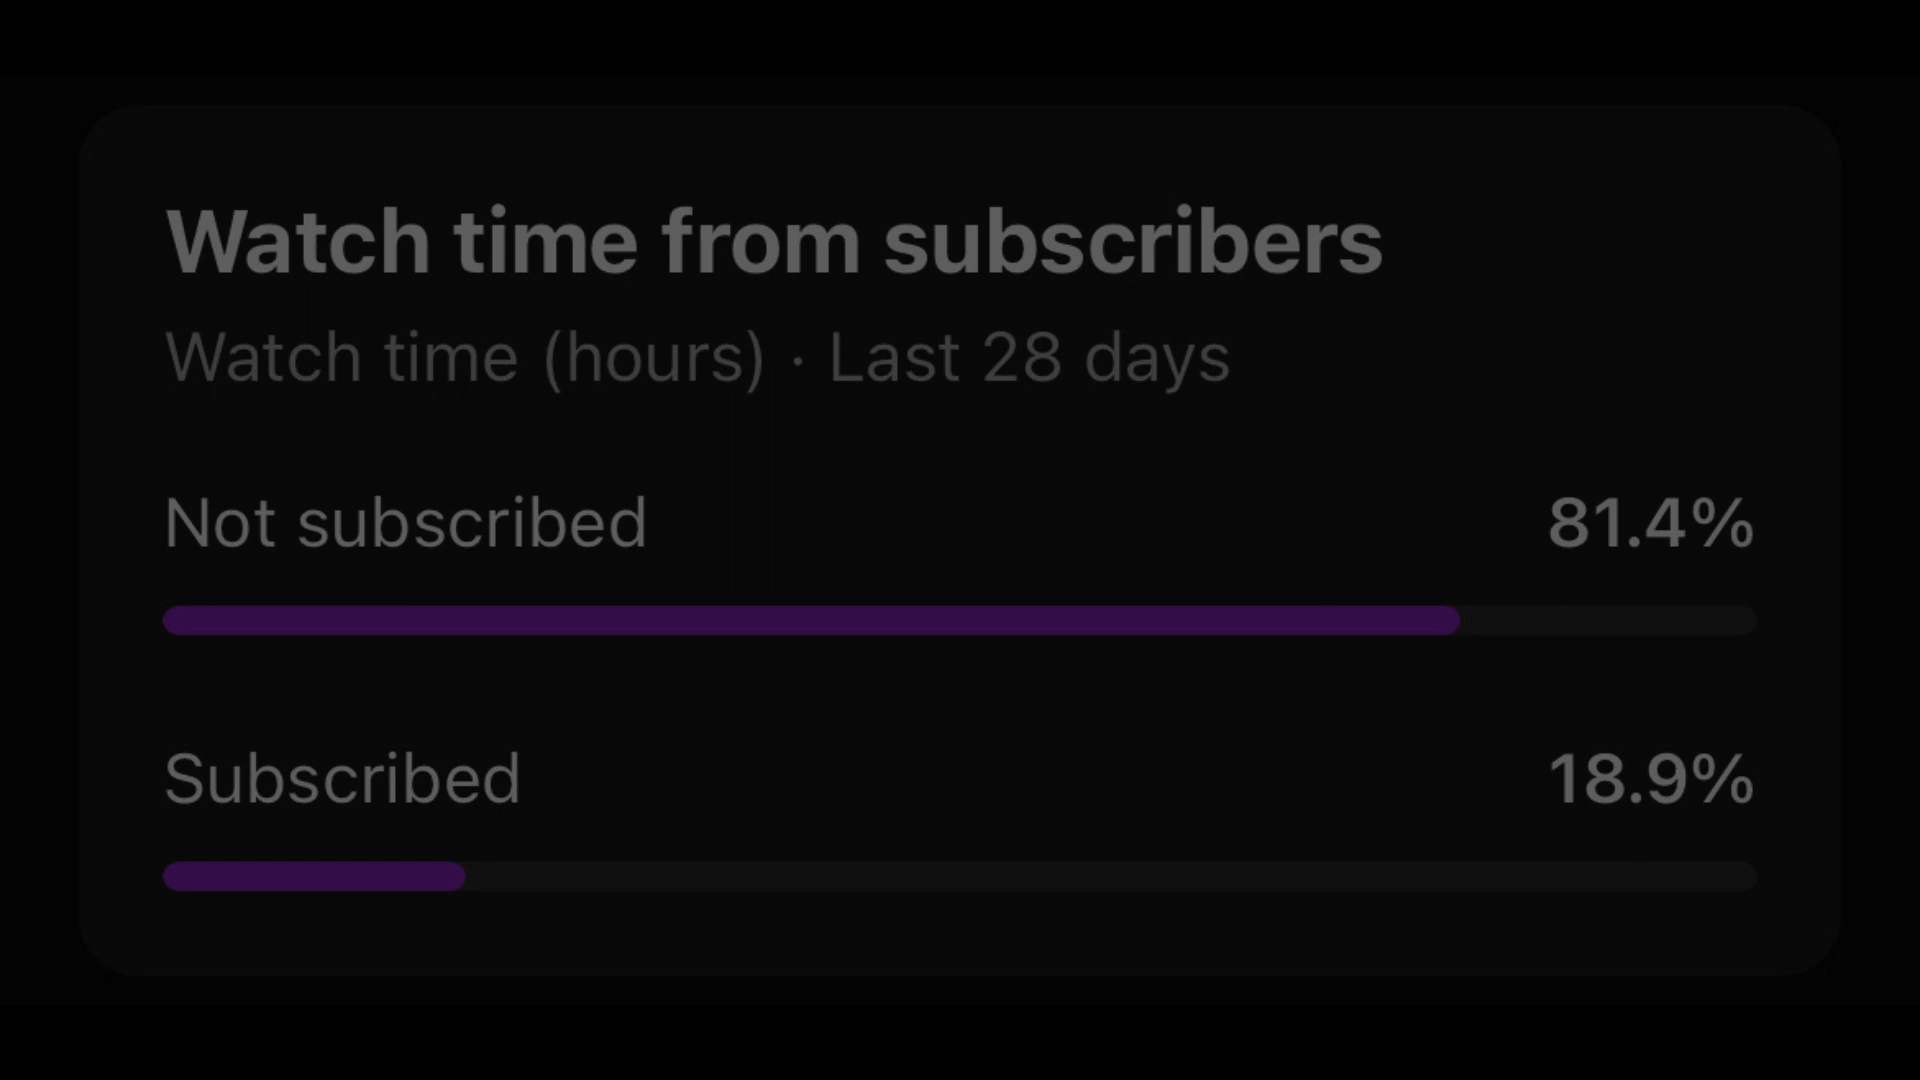 Watch time from subscribers
Watch time (hours) · Last 28 days
Not subscribed 81.4%
Subscribed 18.9%